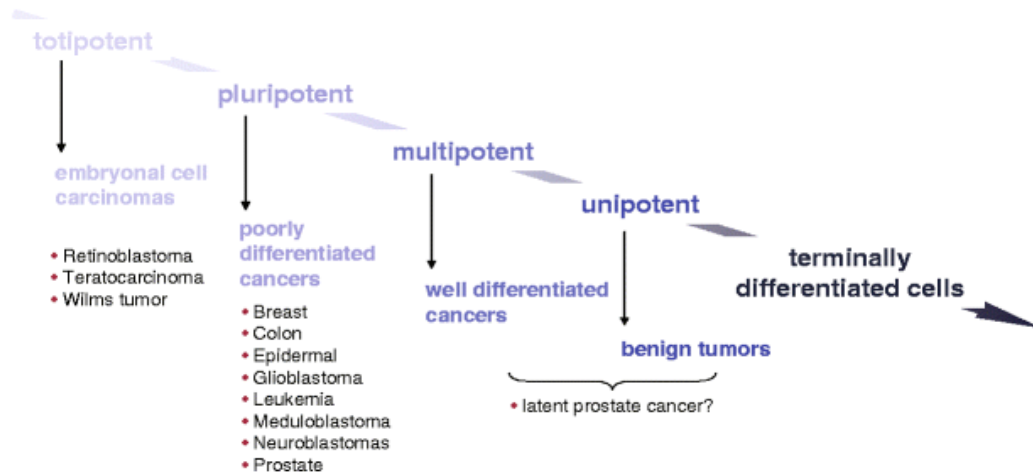 totipotent
pluripotent
multipotent
unipotent
terminally
differentiated cells
embryonal cell
carcinomas
Retinoblastoma
Teratocarcinoma
Wilms tumor
poorly
differentiated
cancers
Breast
Colon
Epidermal
Glioblastoma
Leukemia
Meduloblastoma
Neuroblastomas
Prostate
well differentiated
cancers
benign tumors
latent prostate cancer?